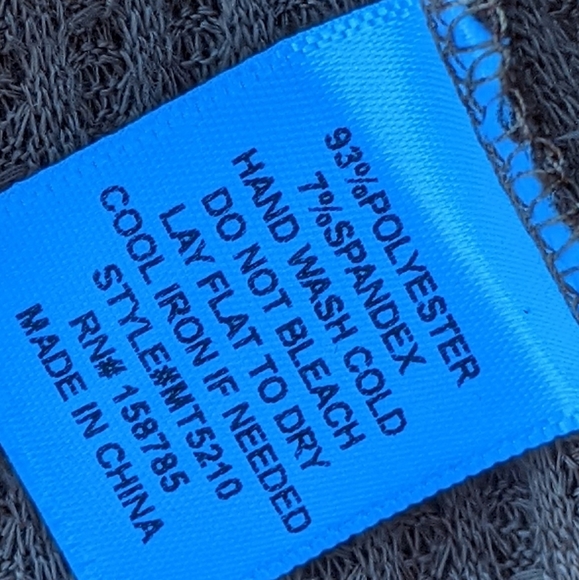 93%POLYESTER
7%SPANDEX
HAND WASH COLD
DO NOT BLEACH
LAY FLAT TO DRY
COOL IRON IF NEEDED
STYLE#MT5210
RN# 158785
MADE IN CHINA